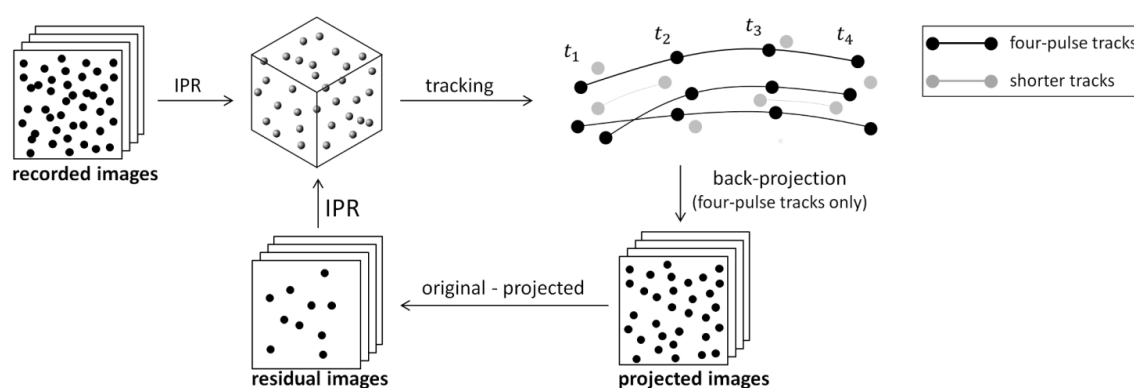 IPR
tracking
t₁
t₂
t₃
t₄
four-pulse tracks
shorter tracks
recorded images
back-projection
(four-pulse tracks only)
IPR
original - projected
residual images
projected images